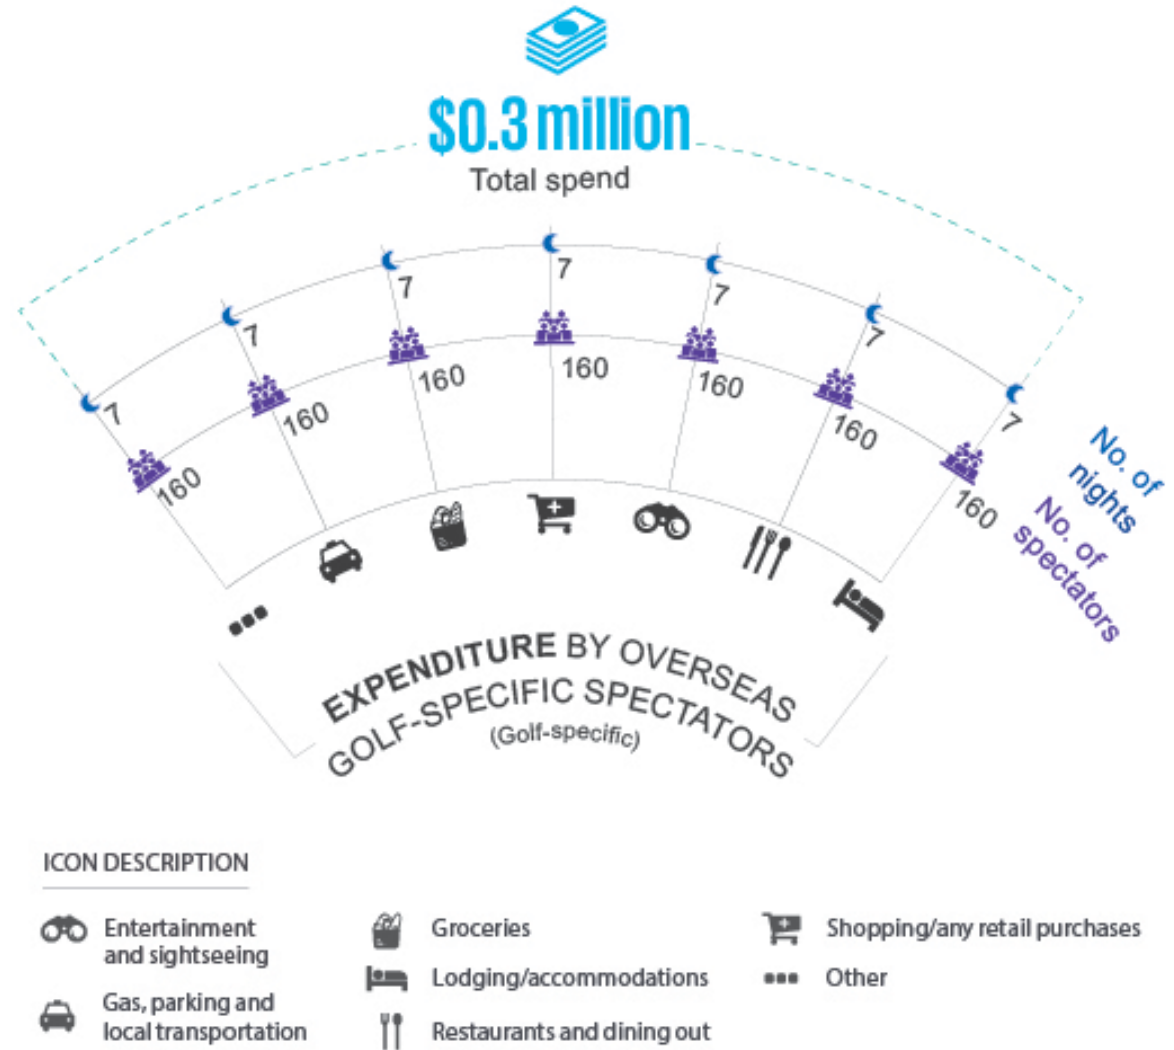 $0.3 million
Total spend
7
7
7
7
7
7
7
160
160
160
160
160
160
160
No. of
nights
No. of
spectators
EXPENDITURE BY OVERSEAS
GOLF-SPECIFIC SPECTATORS
(Golf-specific)
ICON DESCRIPTION
Entertainment
and sightseeing
Gas, parking and
local transportation
Groceries
Lodging/accommodations
Restaurants and dining out
Shopping/any retail purchases
Other